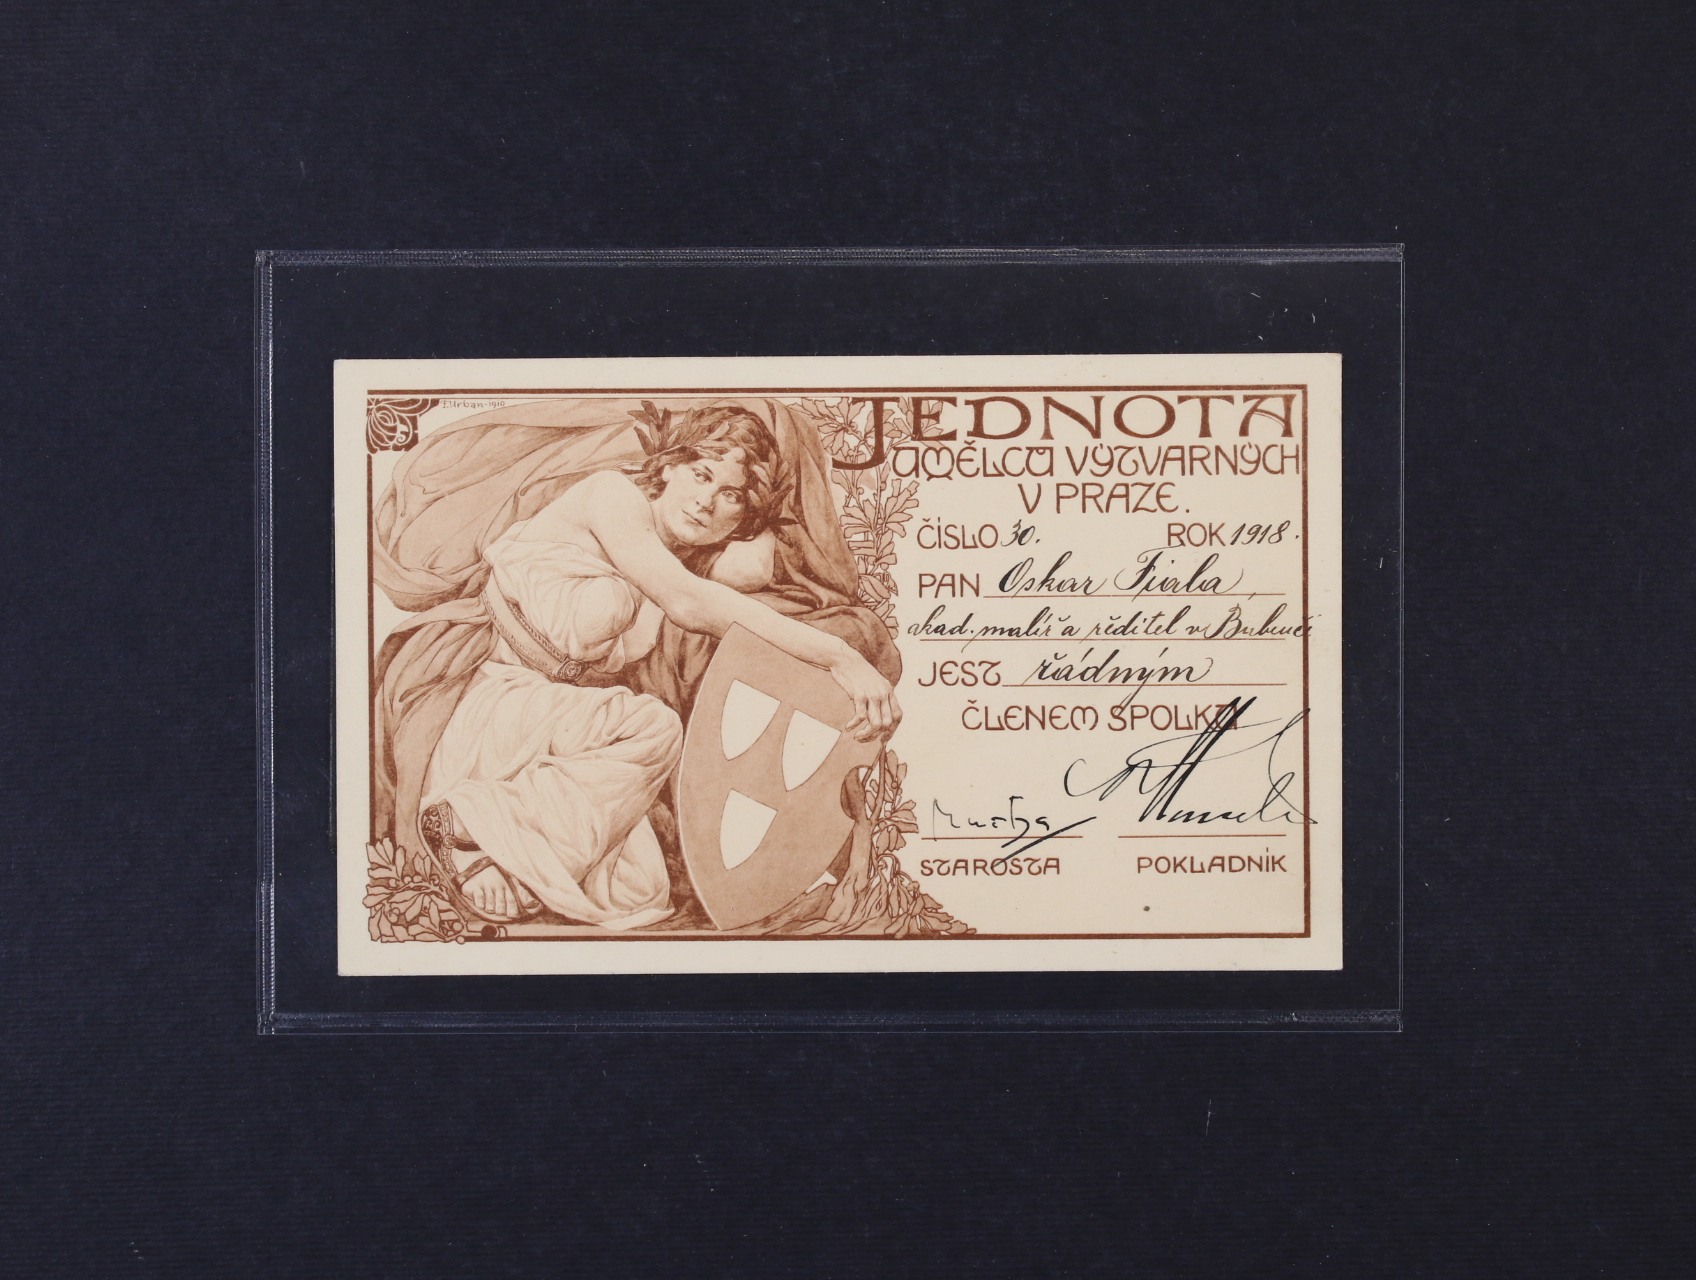 F.Urban-1910
JEDNOTA
UMĚLCŮ VÝTVARNÝCH
V PRAZE.
ČÍSLO 30. ROK 1918.
PAN Oskar Fiala,
akad. malíř a ředitel v Bubenči
JEST řádným
ČLENEM SPOLKU
STAROSTA POKLADNÍK